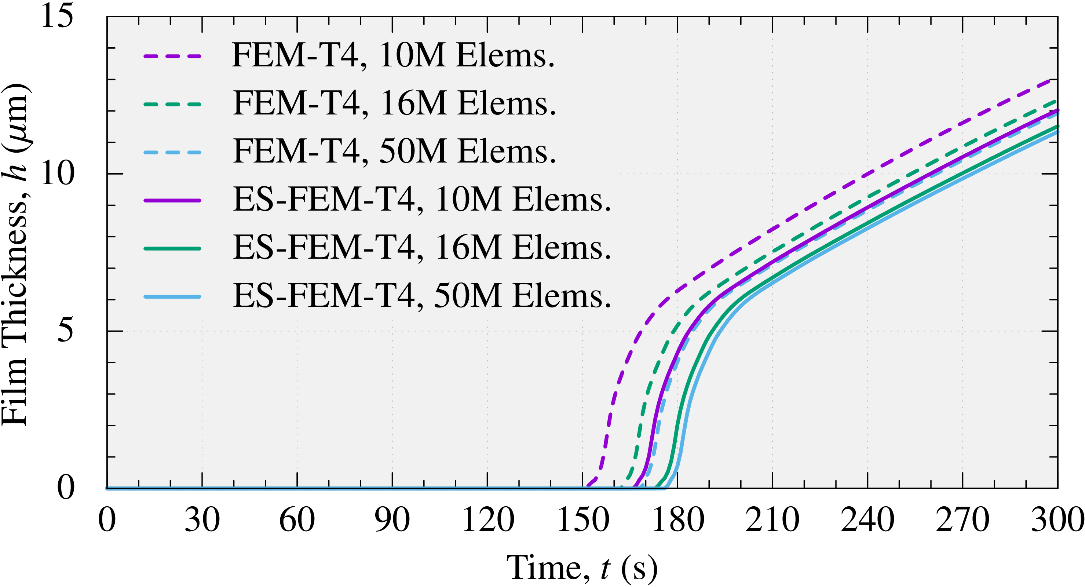 15
10
5
0
Film Thickness, h (μm)
FEM-T4, 10M Elems.
FEM-T4, 16M Elems.
FEM-T4, 50M Elems.
ES-FEM-T4, 10M Elems.
ES-FEM-T4, 16M Elems.
ES-FEM-T4, 50M Elems.
0 30 60 90 120 150 180 210 240 270 300
Time, t (s)